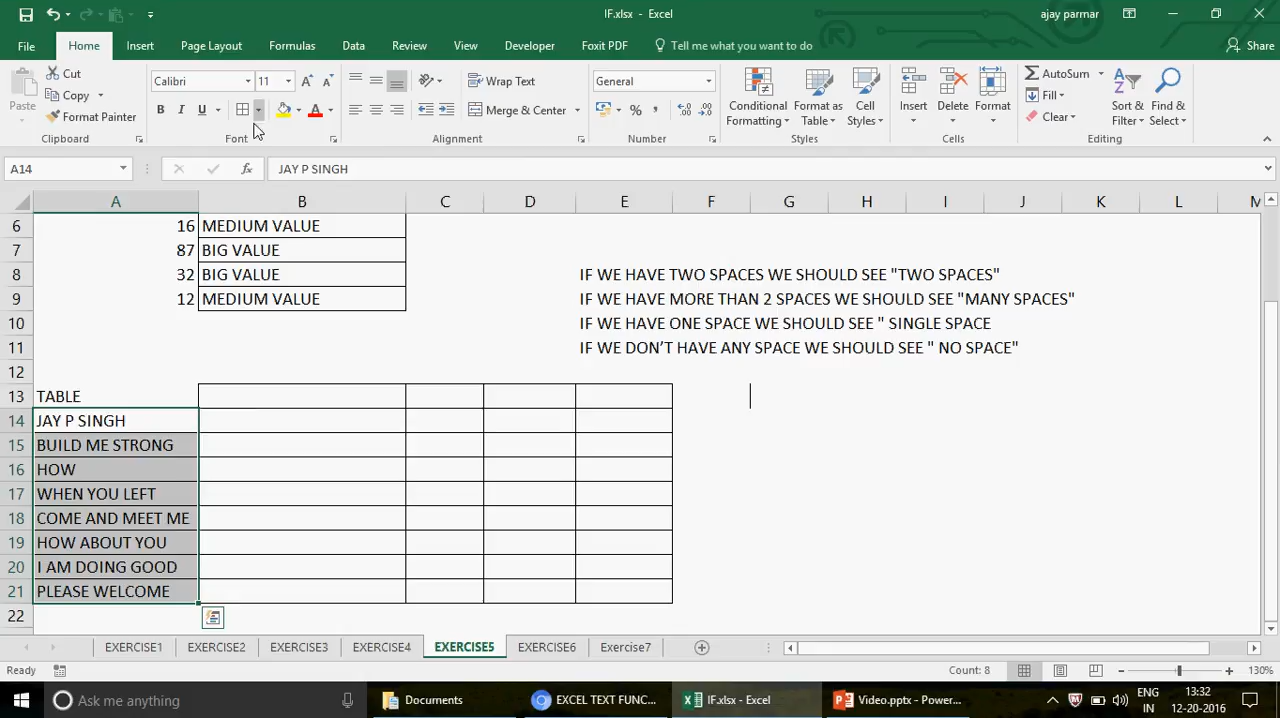 IF.xlsx - Excel
ajay parmar
File Home Insert Page Layout Formulas Data Review View Developer Foxit PDF Tell me what you want to do Share
Paste
Cut
Copy
Format Painter
Clipboard
Calibri 11
B I U
Font
Wrap Text
Merge & Center
Alignment
General
Number
Conditional Formatting
Format as Table
Cell Styles
Styles
Insert Delete Format
Cells
AutoSum
Fill
Clear
Sort & Filter
Find & Select
Editing
A14 fx JAY P SINGH
A B C D E F G H I J K L M
6 16 MEDIUM VALUE
7 87 BIG VALUE
8 32 BIG VALUE IF WE HAVE TWO SPACES WE SHOULD SEE "TWO SPACES"
9 12 MEDIUM VALUE IF WE HAVE MORE THAN 2 SPACES WE SHOULD SEE "MANY SPACES"
10 IF WE HAVE ONE SPACE WE SHOULD SEE " SINGLE SPACE
11 IF WE DON'T HAVE ANY SPACE WE SHOULD SEE " NO SPACE"
12
13 TABLE
14 JAY P SINGH
15 BUILD ME STRONG
16 HOW
17 WHEN YOU LEFT
18 COME AND MEET ME
19 HOW ABOUT YOU
20 I AM DOING GOOD
21 PLEASE WELCOME
22
EXERCISE1 EXERCISE2 EXERCISE3 EXERCISE4 EXERCISE5 EXERCISE6 Exercise7
Ready Count: 8 130%
Ask me anything Documents EXCEL TEXT FUNC... IF.xlsx - Excel Video.pptx - Power... ENG 13:32
IN 12-20-2016